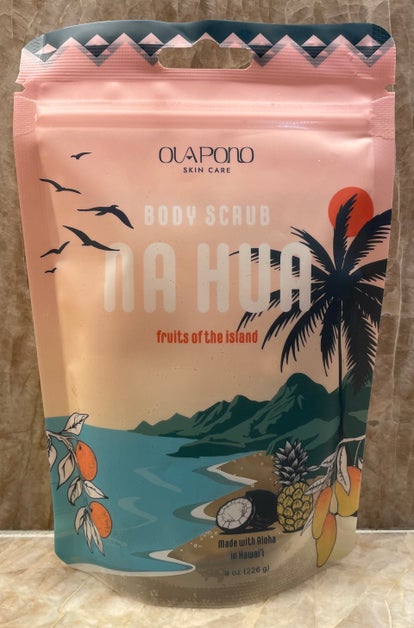 OLAPONO
SKIN CARE
BODY SCRUB
NA HUA
fruits of the island
Made with Aloha
in Hawai'i
8 oz (226 g)